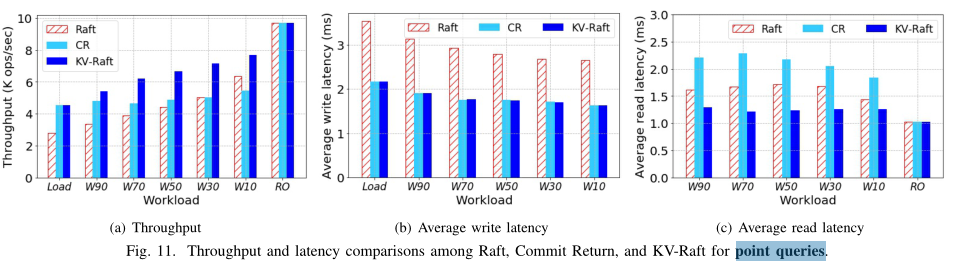 Throughput (K ops/sec)
10
8
6
4
2
0
Raft
CR
KV-Raft
Load W90 W70 W50 W30 W10 RO
Workload
(a) Throughput
Average write latency (ms)
3
2
1
0
Raft CR KV-Raft
Load W90 W70 W50 W30 W10
Workload
(b) Average write latency
Average read latency (ms)
3.0
2.5
2.0
1.5
1.0
0.5
0.0
Raft CR KV-Raft
W90 W70 W50 W30 W10 RO
Workload
(c) Average read latency
Fig. 11. Throughput and latency comparisons among Raft, Commit Return, and KV-Raft for point queries.